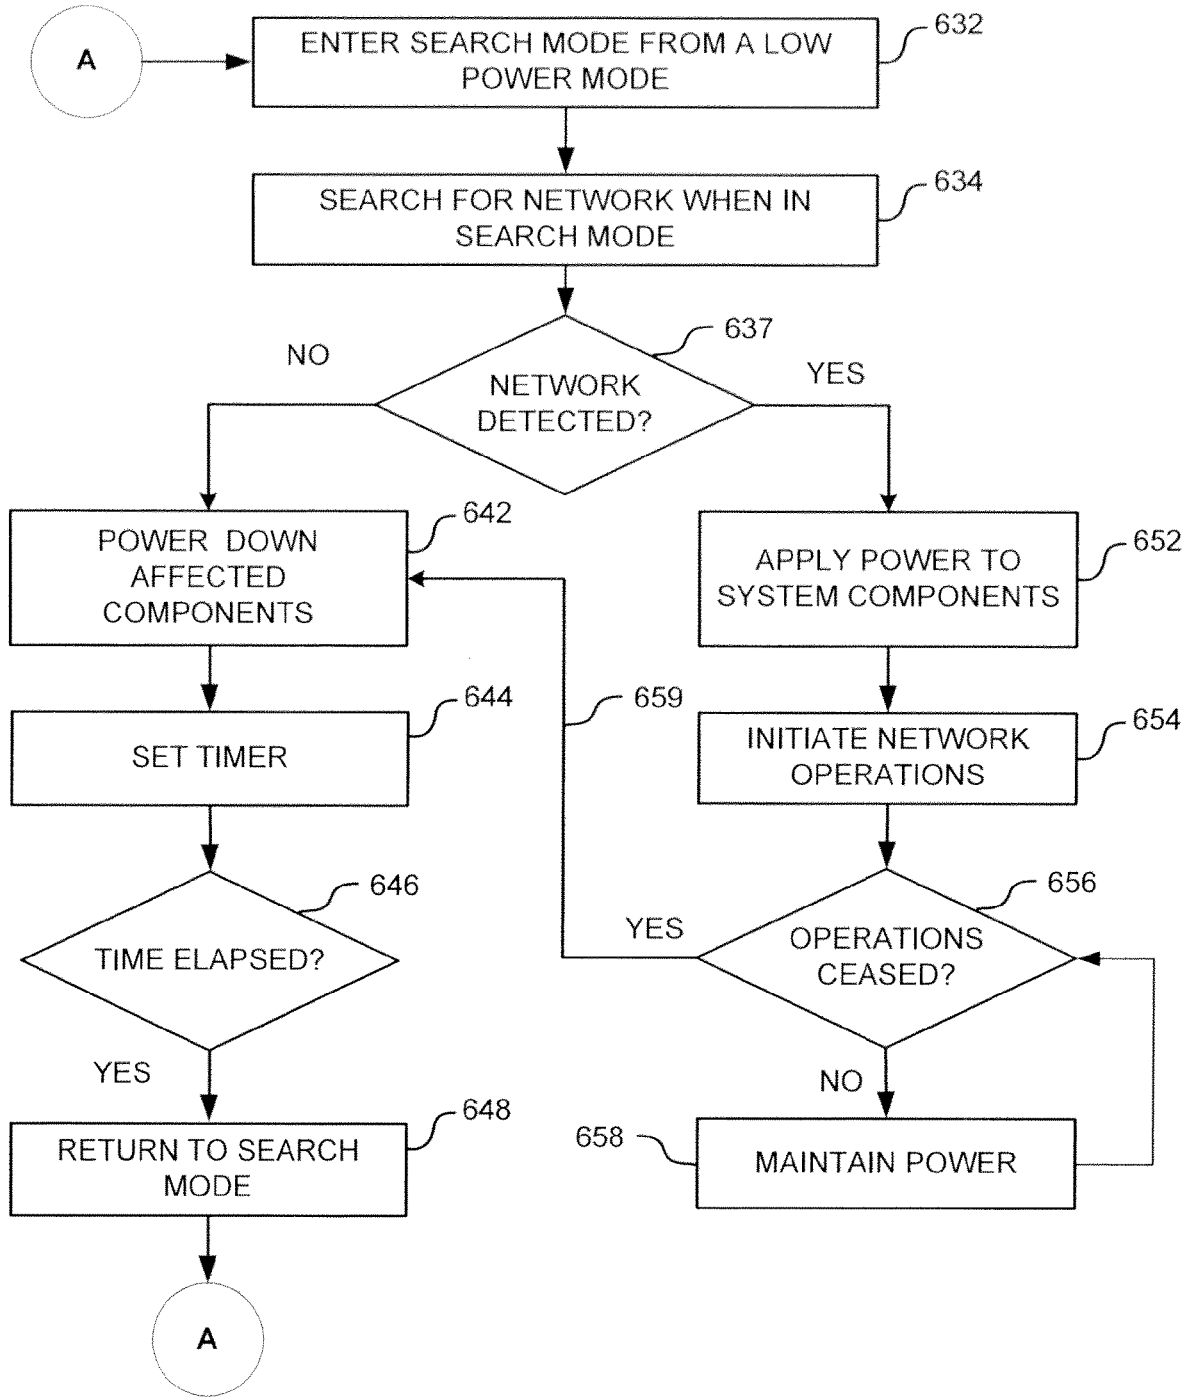 A
ENTER SEARCH MODE FROM A LOW
POWER MODE
632
SEARCH FOR NETWORK WHEN IN
SEARCH MODE
634
637
NO
NETWORK
DETECTED?
YES
642
POWER DOWN
AFFECTED
COMPONENTS
652
APPLY POWER TO
SYSTEM COMPONENTS
644
SET TIMER
659
654
INITIATE NETWORK
OPERATIONS
646
TIME ELAPSED?
656
YES
OPERATIONS
CEASED?
YES
NO
648
RETURN TO SEARCH
MODE
658
MAINTAIN POWER
A